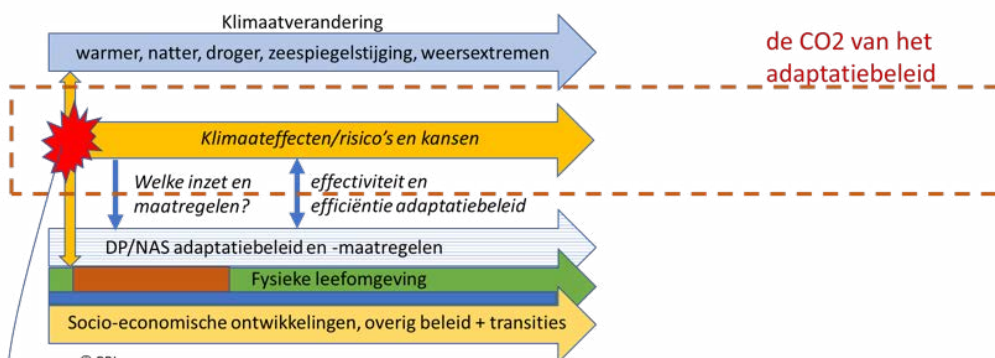 Klimaatverandering
warmer, natter, droger, zeespiegelstijging, weersextremen
de CO2 van het
adaptatiebeleid
Klimaateffecten/risico's en kansen
Welke inzet en
maatregelen?
effectiviteit en
efficiëntie adaptatiebeleid
DP/NAS adaptatiebeleid en -maatregelen
Fysieke leefomgeving
Socio-economische ontwikkelingen, overig beleid + transities